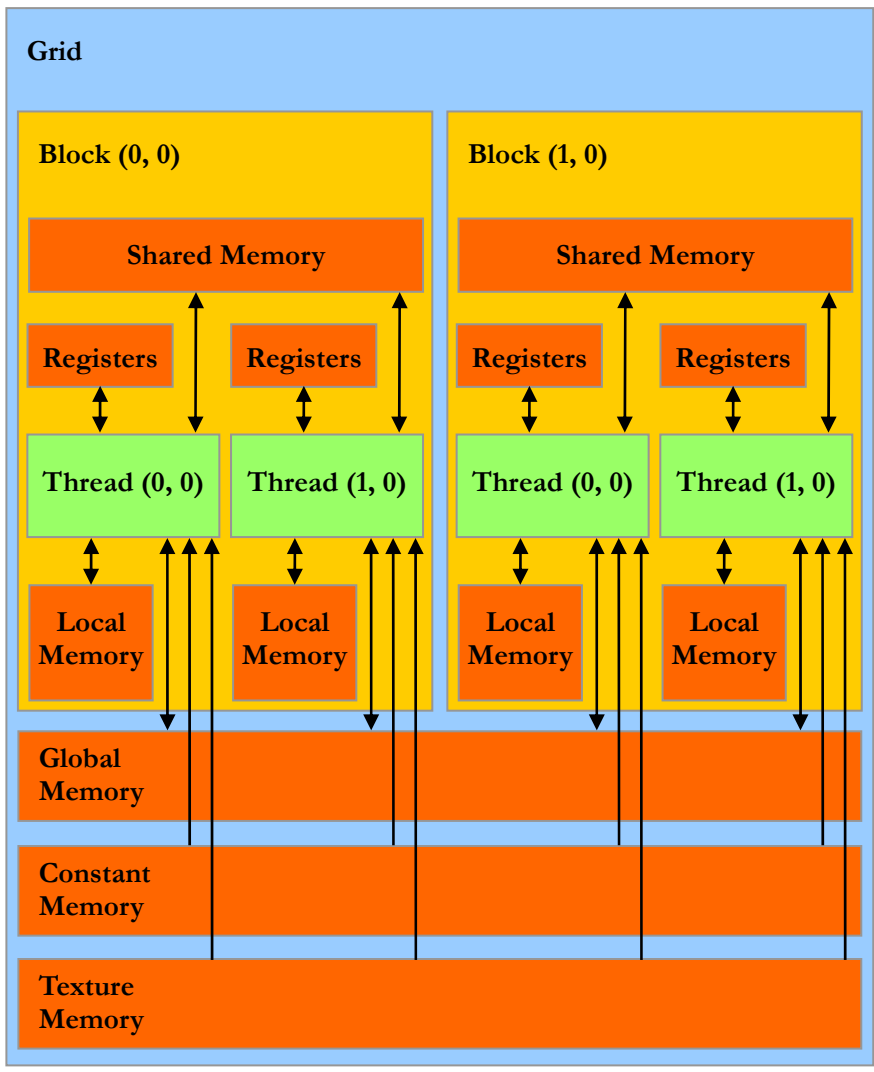 Grid
Block (0, 0)
Shared Memory
Registers
Registers
Thread (0, 0)
Thread (1, 0)
Local
Memory
Local
Memory
Block (1, 0)
Shared Memory
Registers
Registers
Thread (0, 0)
Thread (1, 0)
Local
Memory
Local
Memory
Global
Memory
Constant
Memory
Texture
Memory